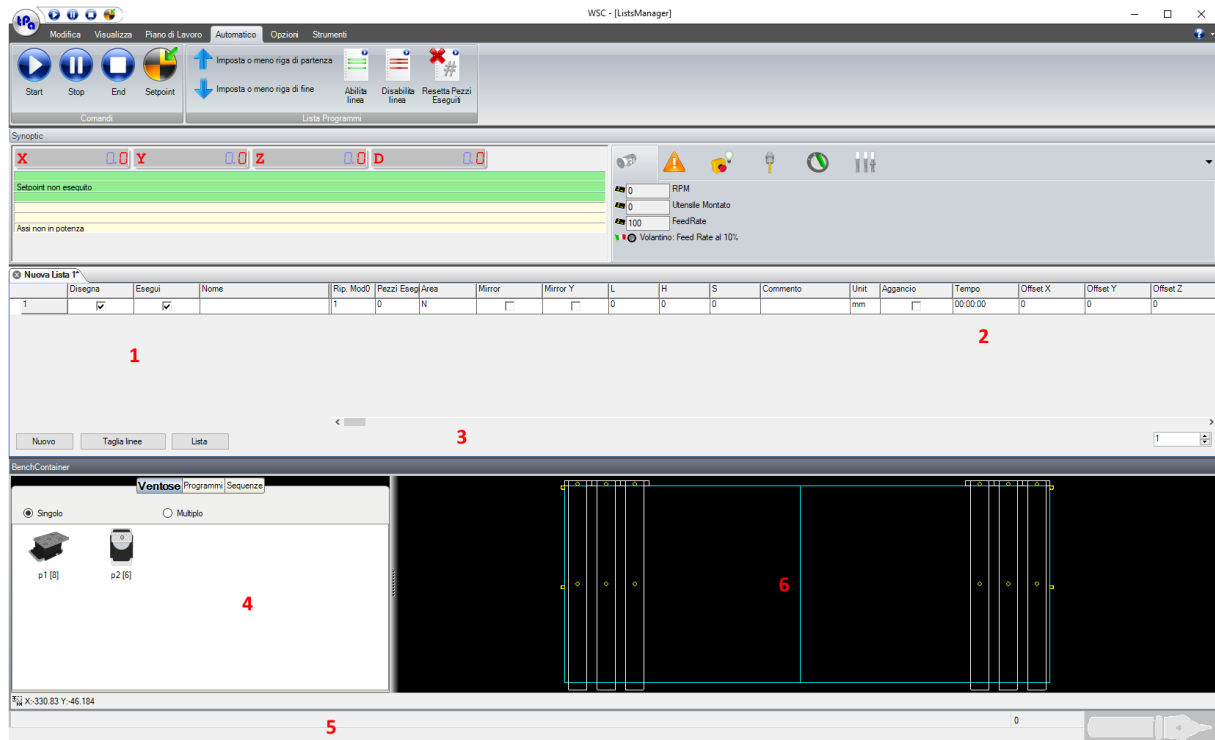 tpa
WSC - [ListsManager]
Modifica Visualizza Piano di Lavoro Automatico Opzioni Strumenti
Imposta o meno riga di partenza
Imposta o meno riga di fine
Start Stop End Setpoint Abilita linea Disabilita linea Resetta Pezzi Eseguiti
Comandi Lista Programmi
Synoptic
X 0.0 Y 0.0 Z 0.0 D 0.0
Setpoint non eseguito
Assi non in potenza
0 RPM
0 Utensile Montato
100 FeedRate
Volantino: Feed Rate al 10%
Nuova Lista 1*
Disegna Esegui Nome Rip. Mod0 Pezzi Eseg Area Mirror Mirror Y L H S Commento Unit Aggancio Tempo Offset X Offset Y Offset Z
1 1 0 N 0 0 0 mm 00:00:00 0 0 0
1
2
3
Nuovo Taglia linee Lista 1
BenchContainer
Ventose Programmi Sequenze
Singolo Multiplo
p1 [8] p2 [6]
4
6
X:-330.83 Y:-46.184
0
5